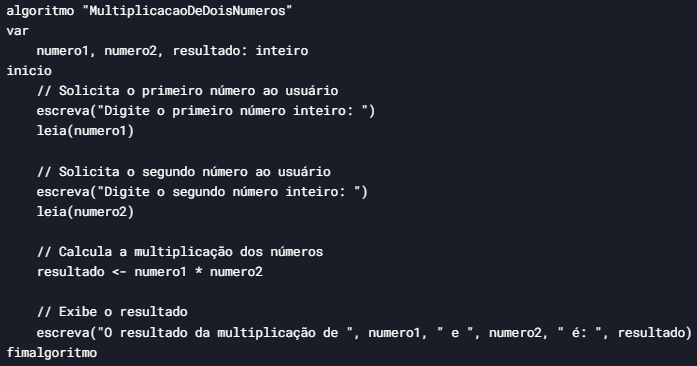 algoritmo "MultiplicacaoDeDoisNumeros"
var
    numero1, numero2, resultado: inteiro
inicio
    // Solicita o primeiro número ao usuário
    escreva("Digite o primeiro número inteiro: ")
    leia(numero1)

    // Solicita o segundo número ao usuário
    escreva("Digite o segundo número inteiro: ")
    leia(numero2)

    // Calcula a multiplicação dos números
    resultado <- numero1 * numero2

    // Exibe o resultado
    escreva("O resultado da multiplicação de ", numero1, " e ", numero2, " é: ", resultado)
fimalgoritmo